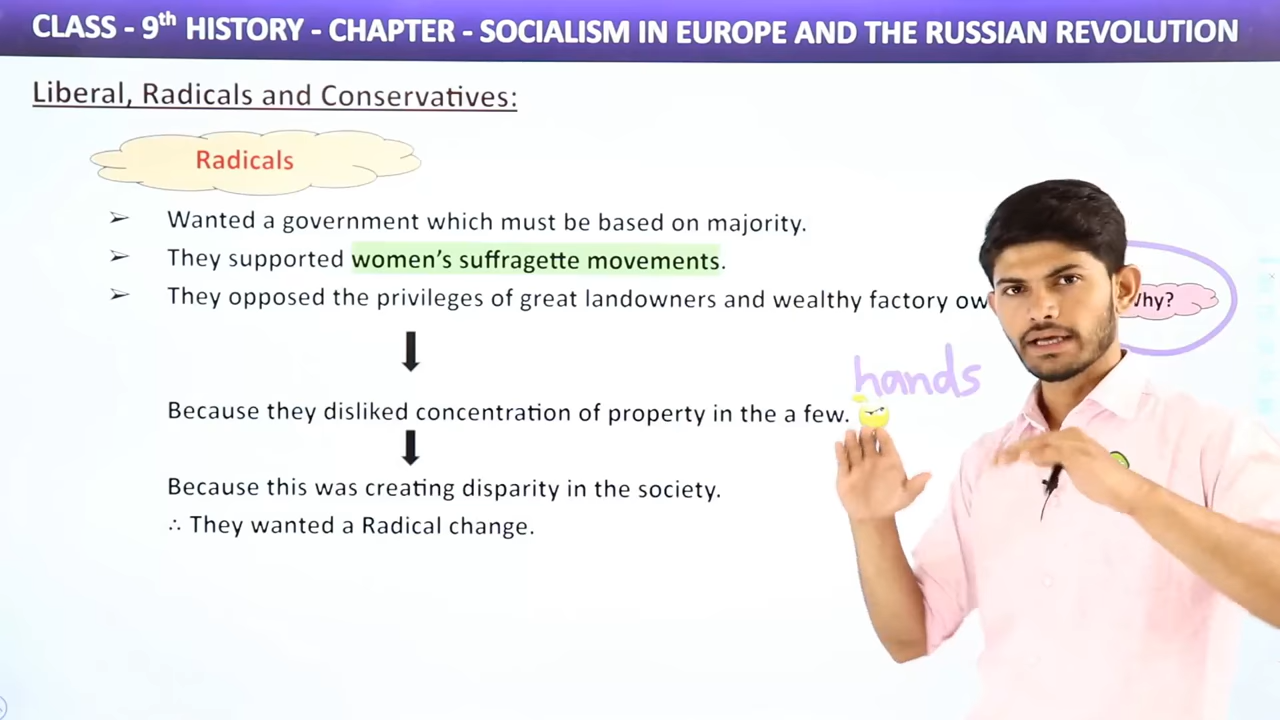 CLASS - 9th HISTORY - CHAPTER - SOCIALISM IN EUROPE AND THE RUSSIAN REVOLUTION
Liberal, Radicals and Conservatives:
Radicals
➢ Wanted a government which must be based on majority.
➢ They supported women's suffragette movements.
➢ They opposed the privileges of great landowners and wealthy factory ow
hy?
hands
Because they disliked concentration of property in the a few.
Because this was creating disparity in the society.
∴ They wanted a Radical change.